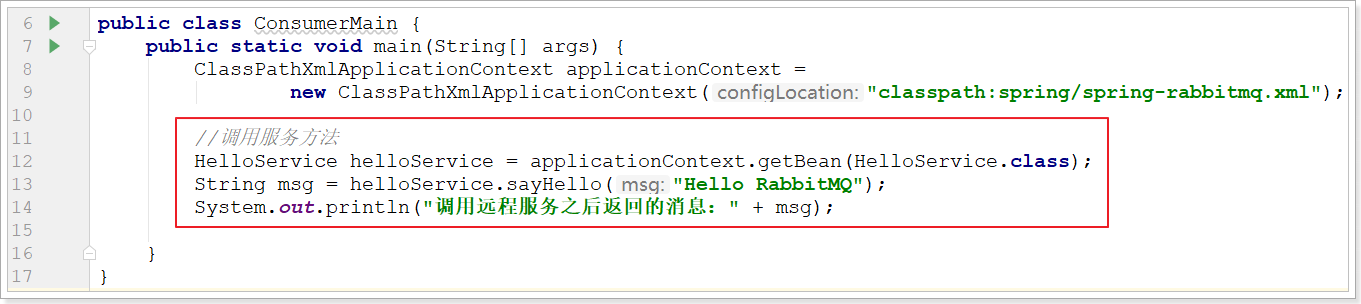 6 public class ConsumerMain {
7     public static void main(String[] args) {
8         ClassPathXmlApplicationContext applicationContext =
9                 new ClassPathXmlApplicationContext( configLocation: "classpath:spring/spring-rabbitmq.xml");
10
11         //调用服务方法
12         HelloService helloService = applicationContext.getBean(HelloService.class);
13         String msg = helloService.sayHello( msg: "Hello RabbitMQ");
14         System.out.println("调用远程服务之后返回的消息：" + msg);
15
16     }
17 }